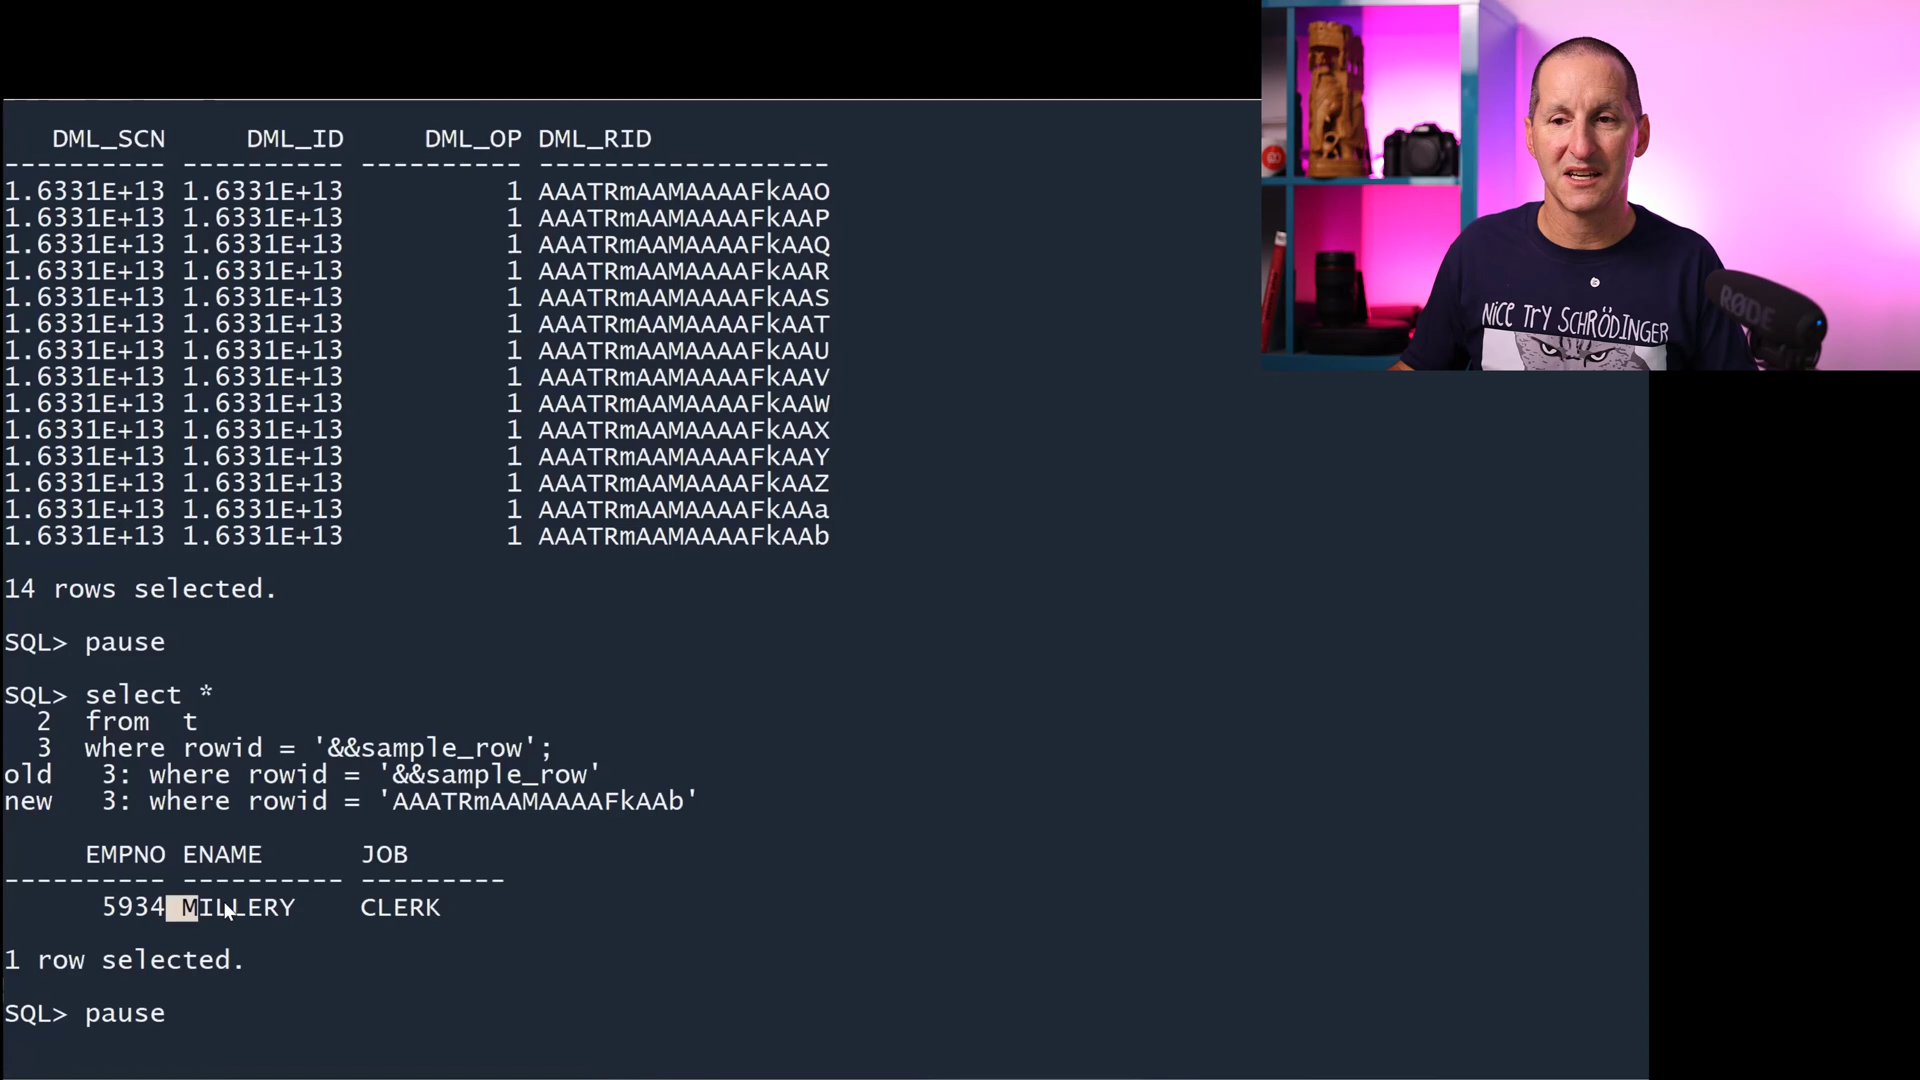 DML_SCN DML_ID DML_OP DML_RID
---------- ---------- ---------- ------------------
1.6331E+13 1.6331E+13 1 AAATRmAAMAAAAFkAAO
1.6331E+13 1.6331E+13 1 AAATRmAAMAAAAFkAAP
1.6331E+13 1.6331E+13 1 AAATRmAAMAAAAFkAAQ
1.6331E+13 1.6331E+13 1 AAATRmAAMAAAAFkAAR
1.6331E+13 1.6331E+13 1 AAATRmAAMAAAAFkAAS
1.6331E+13 1.6331E+13 1 AAATRmAAMAAAAFkAAT
1.6331E+13 1.6331E+13 1 AAATRmAAMAAAAFkAAU
1.6331E+13 1.6331E+13 1 AAATRmAAMAAAAFkAAV
1.6331E+13 1.6331E+13 1 AAATRmAAMAAAAFkAAW
1.6331E+13 1.6331E+13 1 AAATRmAAMAAAAFkAAX
1.6331E+13 1.6331E+13 1 AAATRmAAMAAAAFkAAY
1.6331E+13 1.6331E+13 1 AAATRmAAMAAAAFkAAZ
1.6331E+13 1.6331E+13 1 AAATRmAAMAAAAFkAAa
1.6331E+13 1.6331E+13 1 AAATRmAAMAAAAFkAAb
14 rows selected.
SQL> pause
SQL> select *
2 from t
3 where rowid = '&&sample_row';
old 3: where rowid = '&&sample_row'
new 3: where rowid = 'AAATRmAAMAAAAFkAAb'
EMPNO ENAME JOB
---------- ---------- ---------
5934 MILLERY CLERK
1 row selected.
SQL> pause
NICE TRY SCHRÖDINGER
RØDE